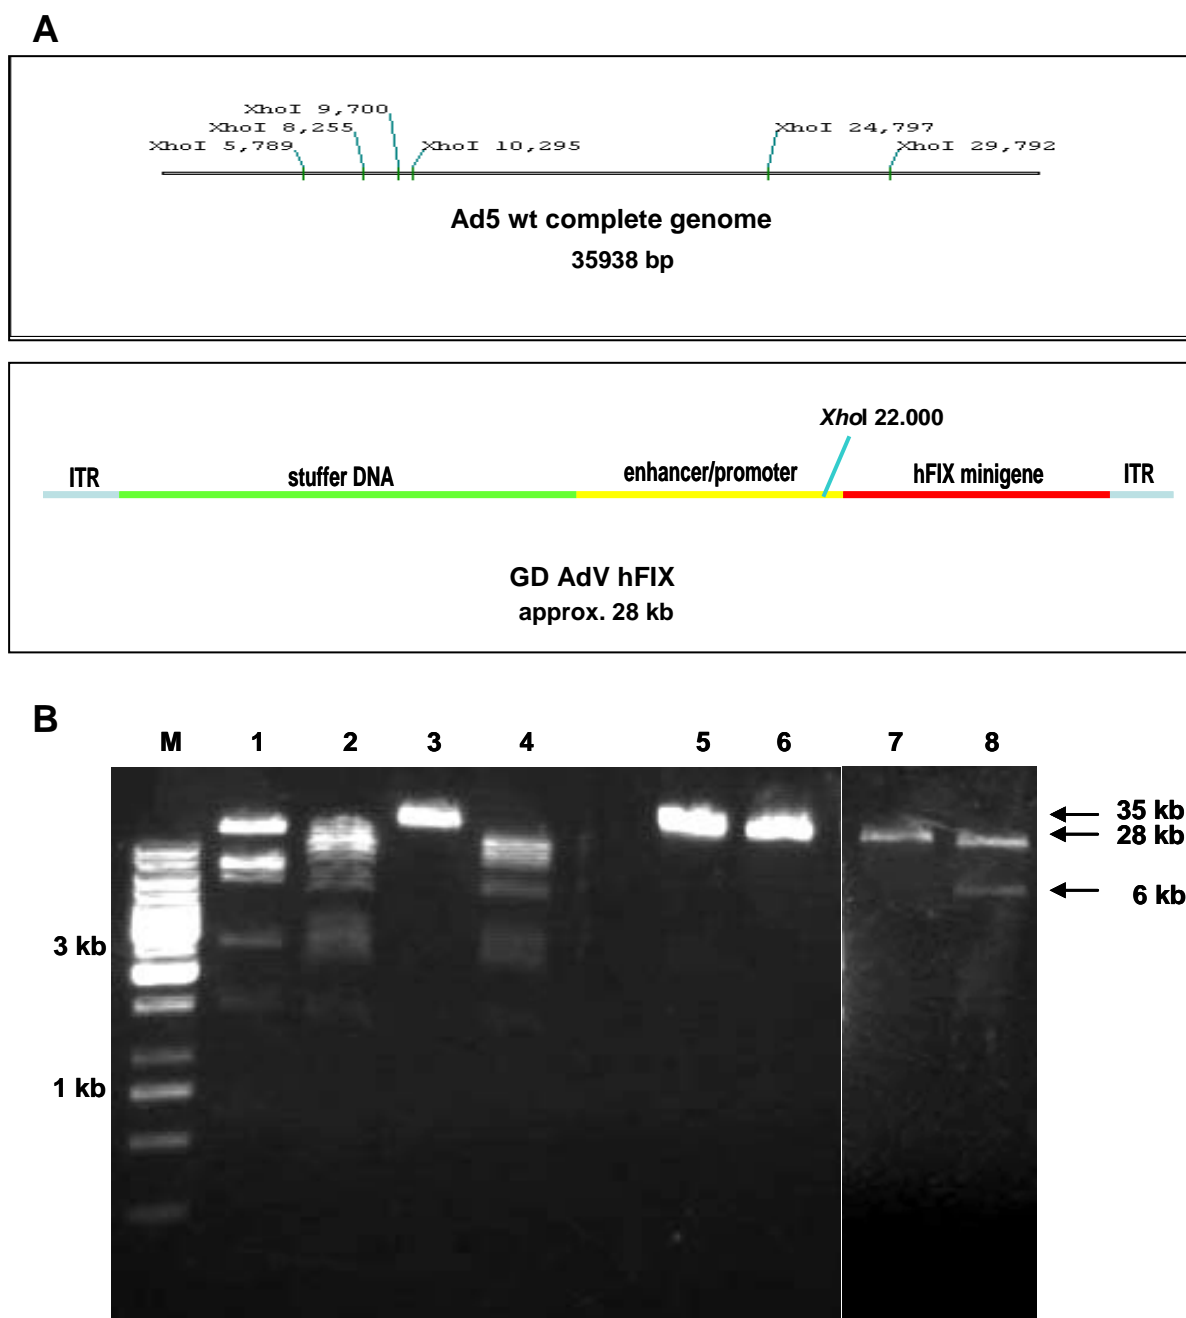 A
XhoI 9,700
XhoI 8,255
XhoI 24,797
XhoI 5,789
XhoI 10,295
XhoI 29,792
Ad5 wt complete genome
35938 bp
XhoI 22.000
ITR
stuffer DNA
enhancer/promoter
hFIX minigene
ITR
GD AdV hFIX
approx. 28 kb
B
M 1 2 3 4 5 6 7 8
35 kb
28 kb
6 kb
3 kb
1 kb